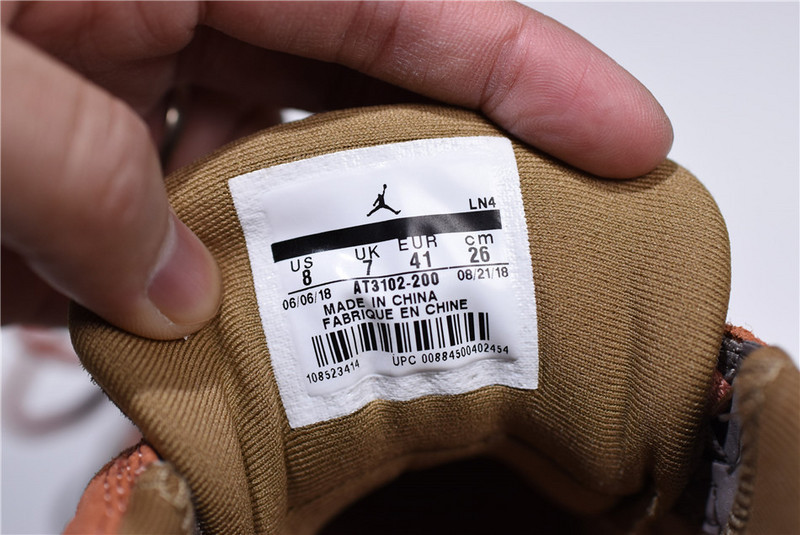 LN4
US UK EUR cm
8 7 41 26
06/06/18 AT3102-200 08/21/18
MADE IN CHINA
FABRIQUE EN CHINE
108523414 UPC 00884500402454